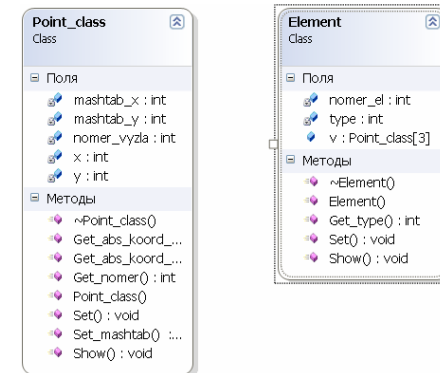 Point_class
Class
Поля
mashtab_x : int
mashtab_y : int
nomer_vyzla : int
x : int
y : int
Методы
~Point_class()
Get_abs_koord_...
Get_abs_koord_...
Get_nomer() : int
Point_class()
Set() : void
Set_mashtab() :...
Show() : void
Element
Class
Поля
nomer_el : int
type : int
v : Point_class[3]
Методы
~Element()
Element()
Get_type() : int
Set() : void
Show() : void